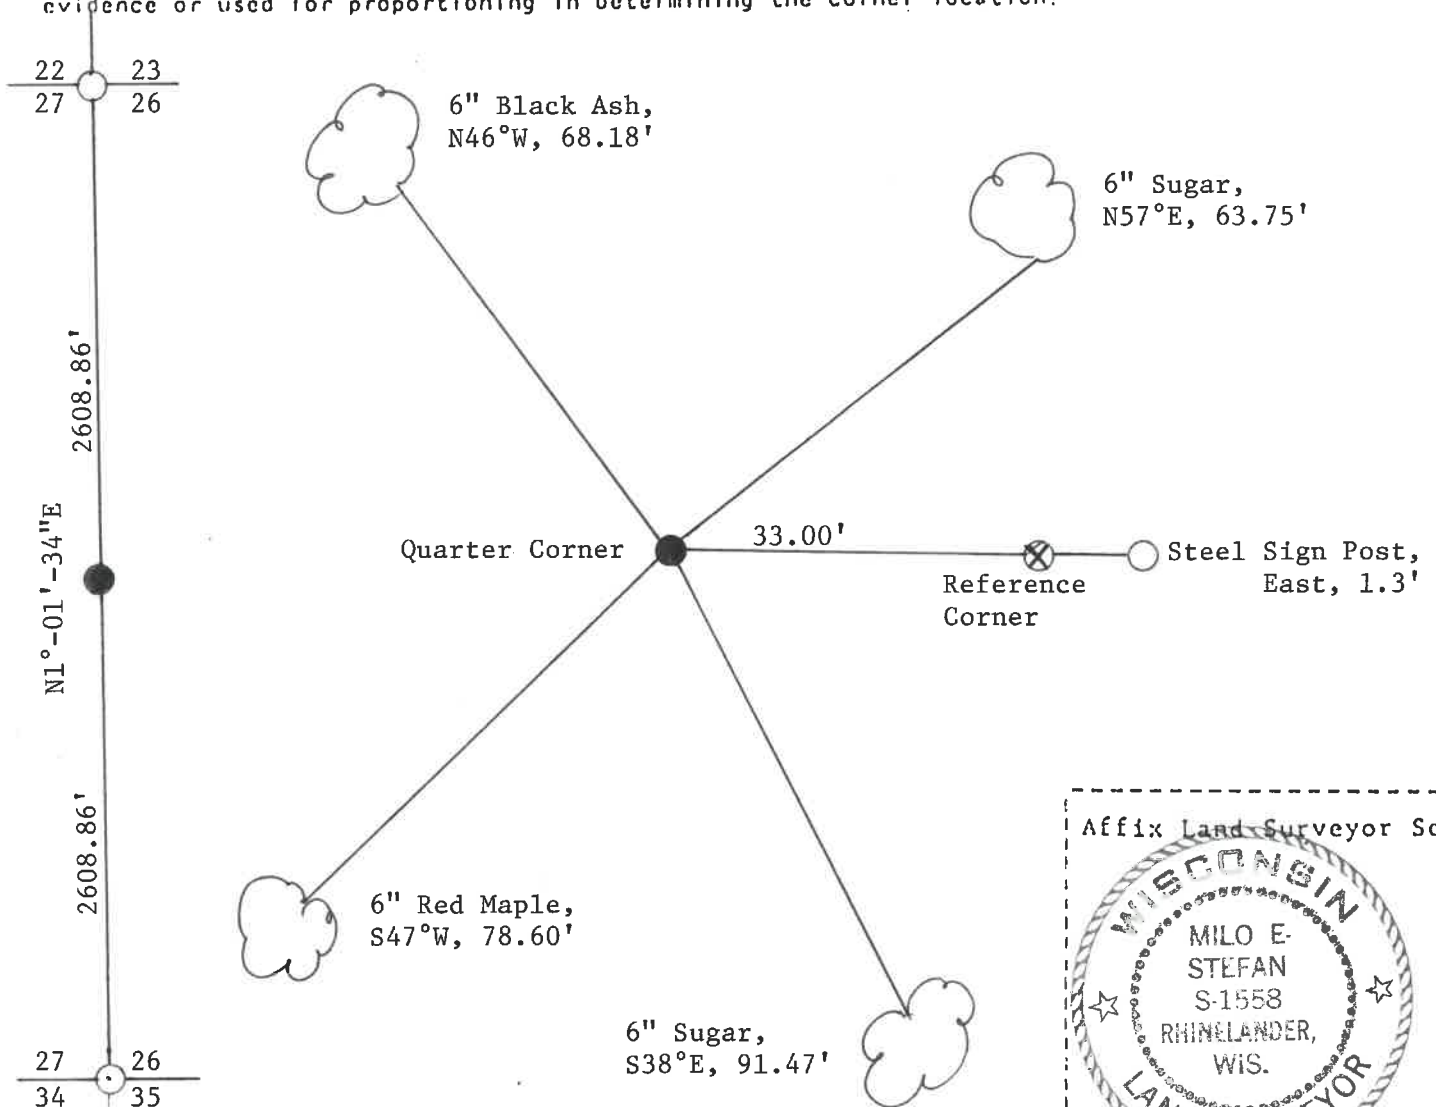 evidence or used for proportioning in determining the corner location.
22 23
27 26
6" Black Ash,
N46°W, 68.18'
6" Sugar,
N57°E, 63.75'
2608.86'
N1°-01'-34"E
2608.86'
Quarter Corner
33.00'
Reference
Corner
Steel Sign Post,
East, 1.3'
6" Red Maple,
S47°W, 78.60'
6" Sugar,
S38°E, 91.47'
27 26
34 35
Affix Land Surveyor
WISCONSIN
MILO E-
STEFAN
S-1558
RHINELANDER,
WIS.